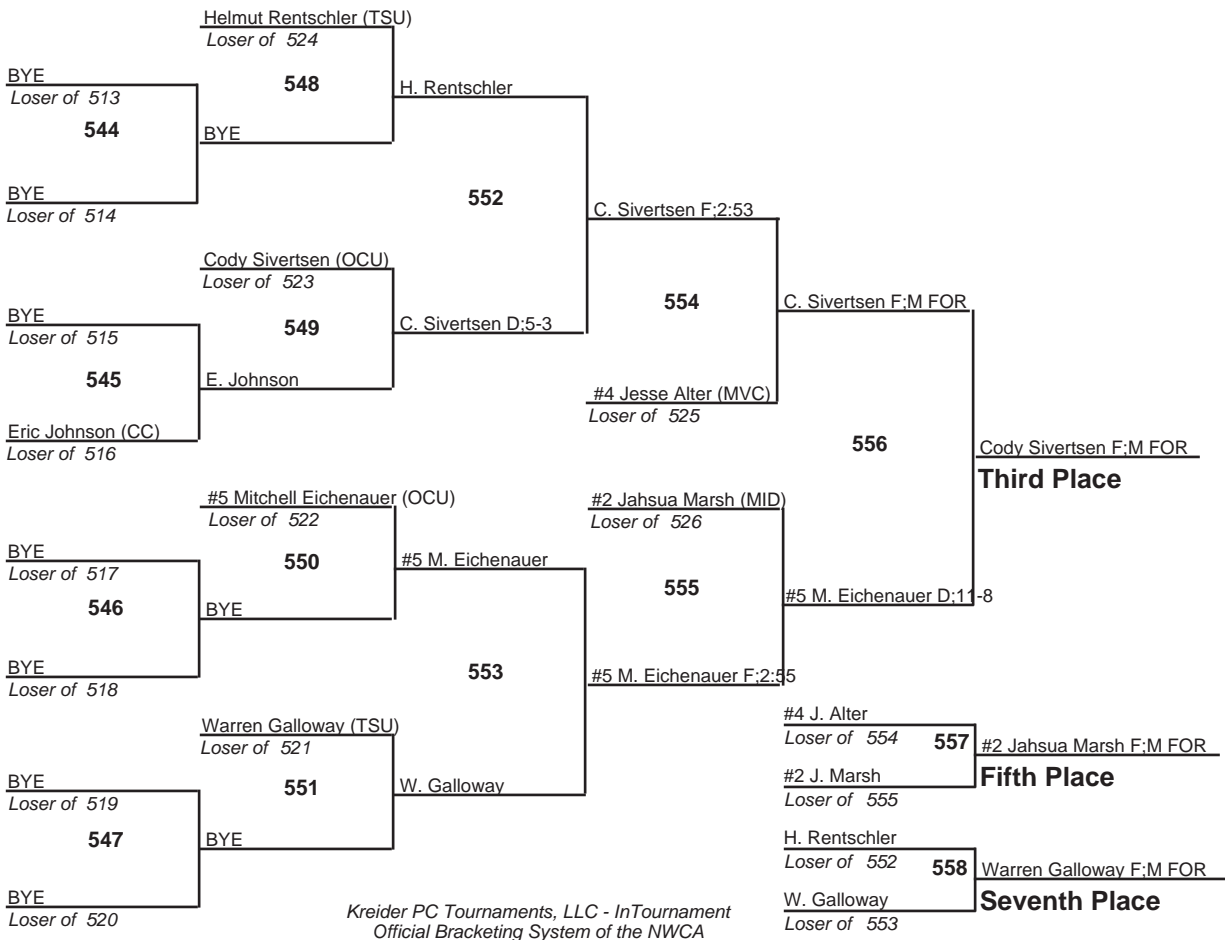 Helmut Rentschler (TSU)
Loser of 524
BYE
Loser of 513
548
H. Rentschler
544
BYE
BYE
Loser of 514
552
C. Sivertsen F;2:53
Cody Sivertsen (OCU)
Loser of 523
554
C. Sivertsen F;M FOR
BYE
Loser of 515
549
C. Sivertsen D;5-3
545
E. Johnson
#4 Jesse Alter (MVC)
Loser of 525
Eric Johnson (CC)
Loser of 516
556
Cody Sivertsen F;M FOR
Third Place
#5 Mitchell Eichenauer (OCU)
Loser of 522
#2 Jahsua Marsh (MID)
Loser of 526
BYE
Loser of 517
550
#5 M. Eichenauer
555
546
BYE
#5 M. Eichenauer D;11-8
BYE
Loser of 518
553
#5 M. Eichenauer F;2:55
Warren Galloway (TSU)
Loser of 521
#4 J. Alter
Loser of 554
557
#2 Jahsua Marsh F;M FOR
Fifth Place
#2 J. Marsh
Loser of 555
BYE
Loser of 519
551
W. Galloway
547
BYE
H. Rentschler
Loser of 552
558
Warren Galloway F;M FOR
Seventh Place
W. Galloway
Loser of 553
BYE
Loser of 520
Kreider PC Tournaments, LLC - InTournament
Official Bracketing System of the NWCA